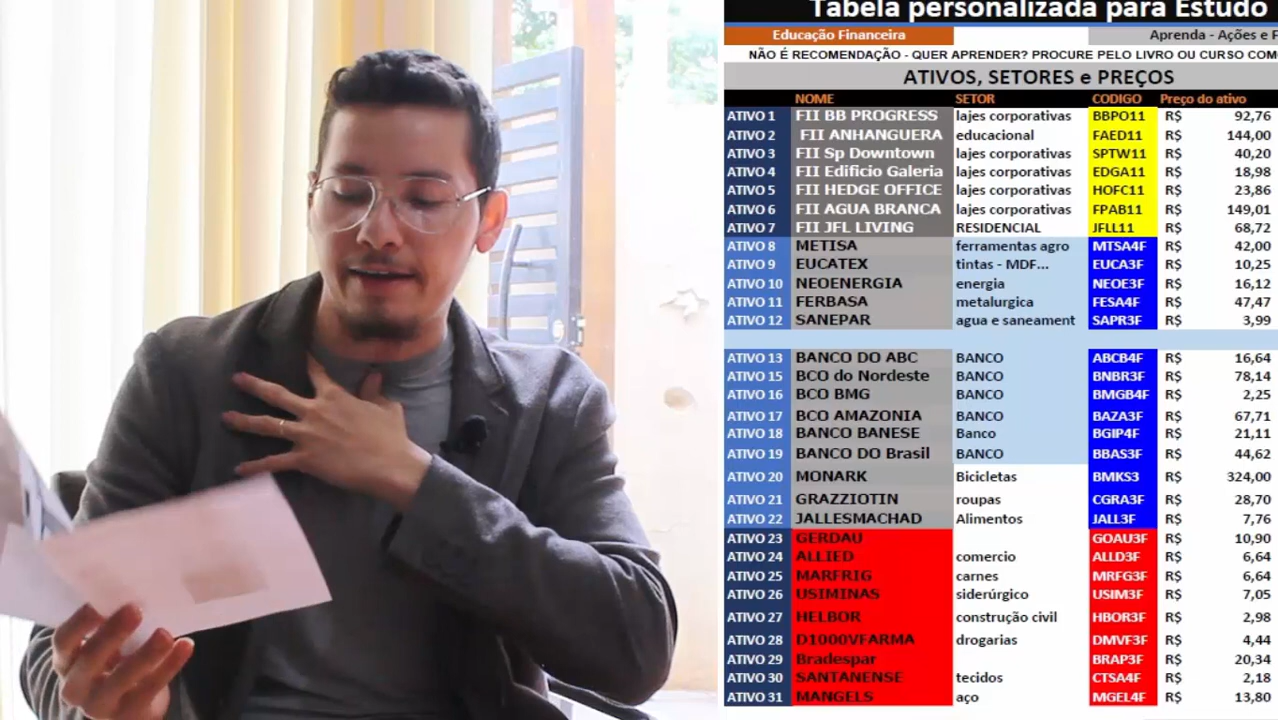 Tabela personalizada para Estudo
Educação Financeira Aprenda - Ações e F
NÃO É RECOMENDAÇÃO - QUER APRENDER? PROCURE PELO LIVRO OU CURSO COM
ATIVOS, SETORES e PREÇOS
NOME SETOR CODIGO Preço do ativo
ATIVO 1 FII BB PROGRESS lajes corporativas BBPO11 R$ 92,76
ATIVO 2 FII ANHANGUERA educacional FAED11 R$ 144,00
ATIVO 3 FII Sp Downtown lajes corporativas SPTW11 R$ 40,20
ATIVO 4 FII Edificio Galeria lajes corporativas EDGA11 R$ 18,98
ATIVO 5 FII HEDGE OFFICE lajes corporativas HOFC11 R$ 23,86
ATIVO 6 FII AGUA BRANCA lajes corporativas FPAB11 R$ 149,01
ATIVO 7 FII JFL LIVING RESIDENCIAL JFLL11 R$ 68,72
ATIVO 8 METISA ferramentas agro MTSA4F R$ 42,00
ATIVO 9 EUCATEX tintas - MDF... EUCA3F R$ 10,25
ATIVO 10 NEOENERGIA energia NEOE3F R$ 16,12
ATIVO 11 FERBASA metalurgica FESA4F R$ 47,47
ATIVO 12 SANEPAR agua e saneament SAPR3F R$ 3,99
ATIVO 13 BANCO DO ABC BANCO ABCB4F R$ 16,64
ATIVO 15 BCO do Nordeste BANCO BNBR3F R$ 78,14
ATIVO 16 BCO BMG BANCO BMGB4F R$ 2,25
ATIVO 17 BCO AMAZONIA BANCO BAZA3F R$ 67,71
ATIVO 18 BANCO BANESE Banco BGIP4F R$ 21,11
ATIVO 19 BANCO DO Brasil BANCO BBAS3F R$ 44,62
ATIVO 20 MONARK Bicicletas BMKS3 R$ 324,00
ATIVO 21 GRAZZIOTIN roupas CGRA3F R$ 28,70
ATIVO 22 JALLESMACHAD Alimentos JALL3F R$ 7,76
ATIVO 23 GERDAU GOAU3F R$ 10,90
ATIVO 24 ALLIED comercio ALLD3F R$ 6,64
ATIVO 25 MARFRIG carnes MRFG3F R$ 6,64
ATIVO 26 USIMINAS siderúrgico USIM3F R$ 7,05
ATIVO 27 HELBOR construção civil HBOR3F R$ 2,98
ATIVO 28 D1000VFARMA drogarias DMVF3F R$ 4,44
ATIVO 29 Bradespar BRAP3F R$ 20,34
ATIVO 30 SANTANENSE tecidos CTSA4F R$ 2,18
ATIVO 31 MANGELS aço MGEL4F R$ 13,80